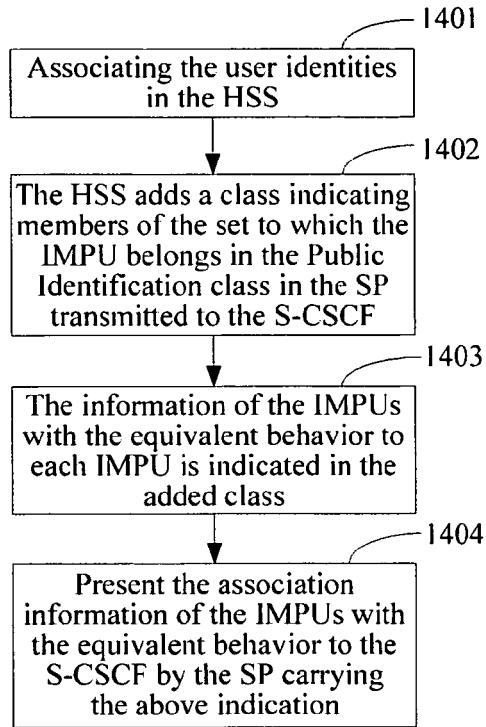 1401
Associating the user identities
in the HSS
1402
The HSS adds a class indicating
members of the set to which the
IMPU belongs in the Public
Identification class in the SP
transmitted to the S-CSCF
1403
The information of the IMPUs
with the equivalent behavior to
each IMPU is indicated in the
added class
1404
Present the association
information of the IMPUs with
the equivalent behavior to the
S-CSCF by the SP carrying
the above indication